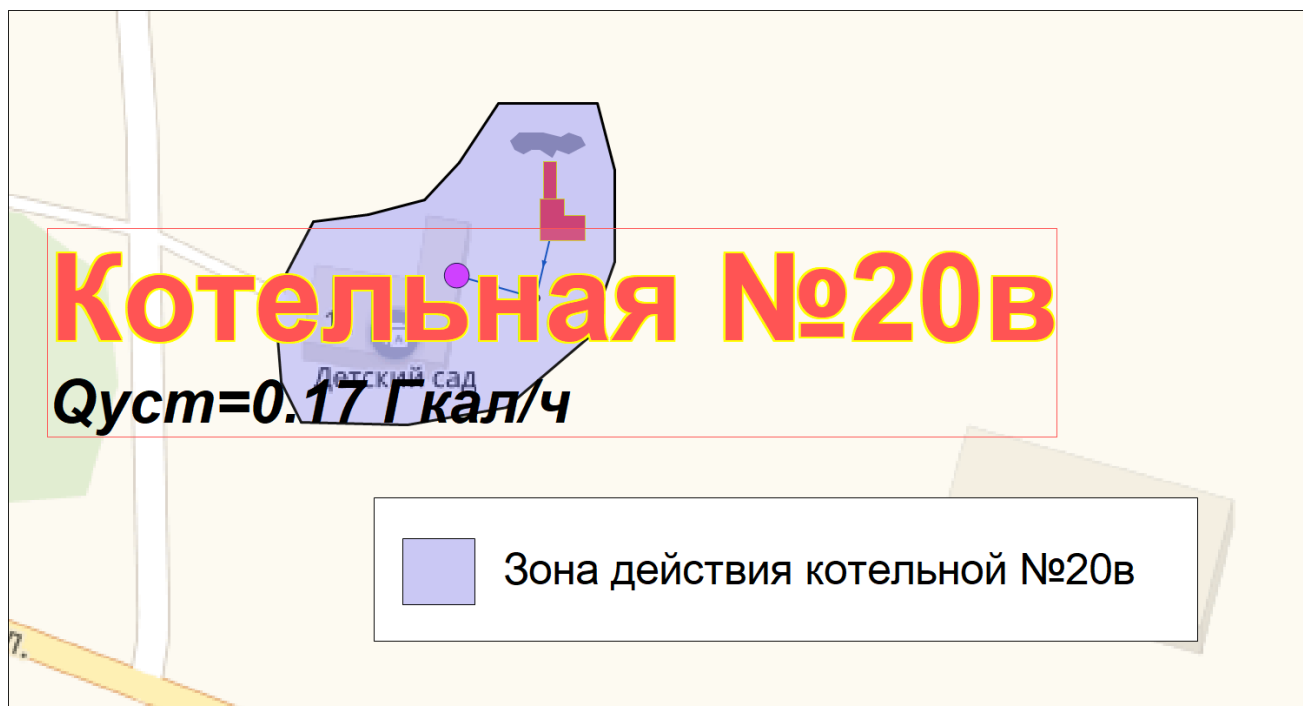 Котельная №20в
Детский сад
Qуст=0.17 Гкал/ч
Зона действия котельной №20в
л.